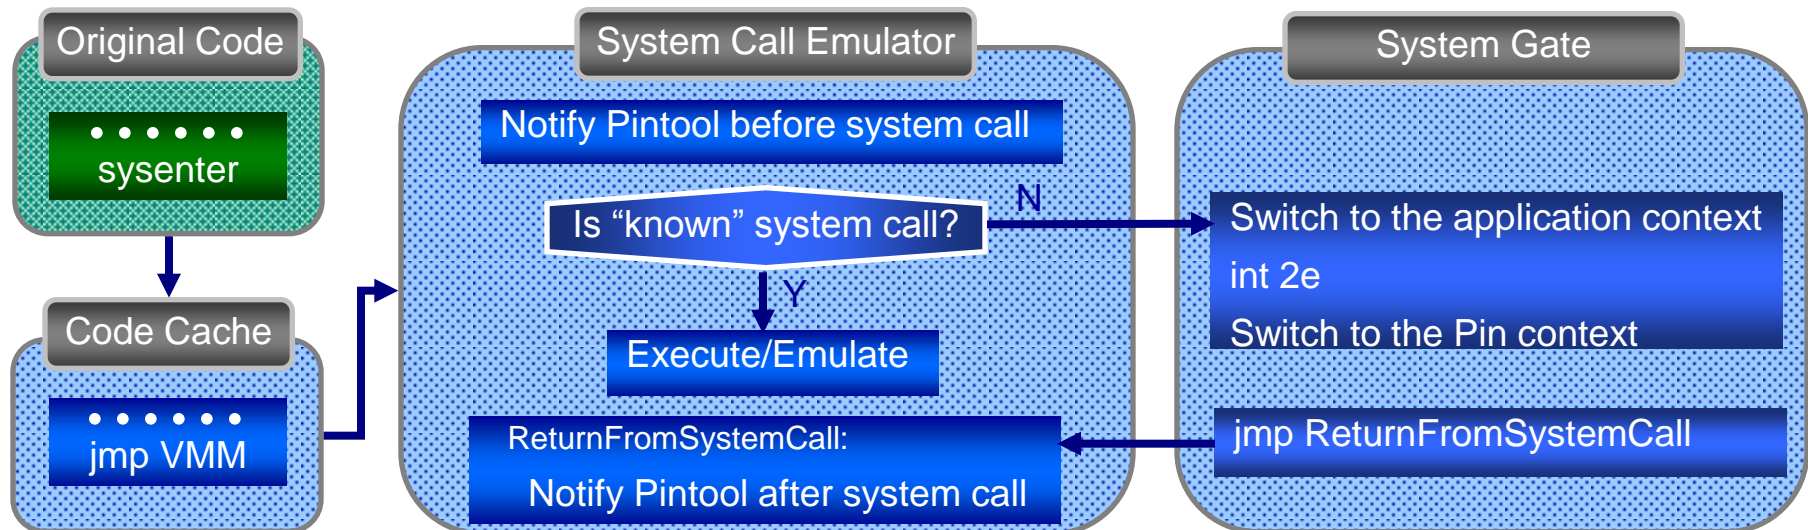 Original Code
• • • • • •
sysenter
Code Cache
• • • • • •
jmp VMM
System Call Emulator
Notify Pintool before system call
Is “known” system call?
N
Y
Execute/Emulate
ReturnFromSystemCall:
Notify Pintool after system call
System Gate
Switch to the application context
int 2e
Switch to the Pin context
jmp ReturnFromSystemCall